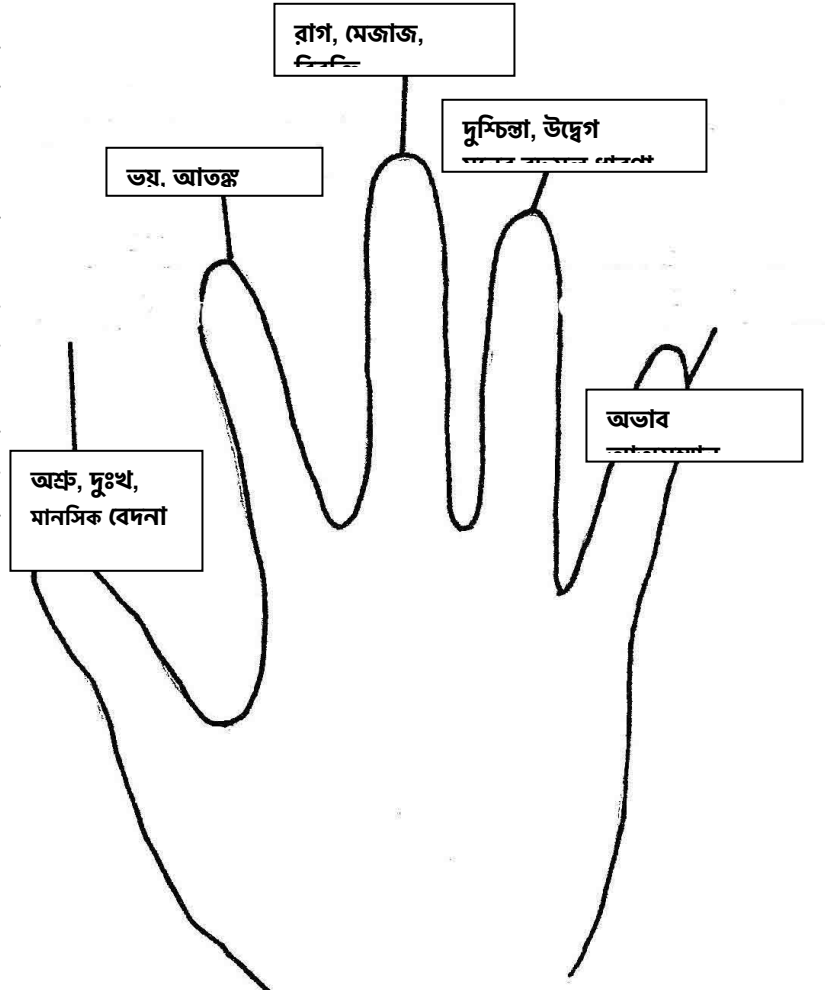 রাগ, মেজাজ,
দুশ্চিন্তা, উদ্বেগ
ভয়, আতঙ্ক
অভাব
অশ্রু, দুঃখ,
মানসিক বেদনা